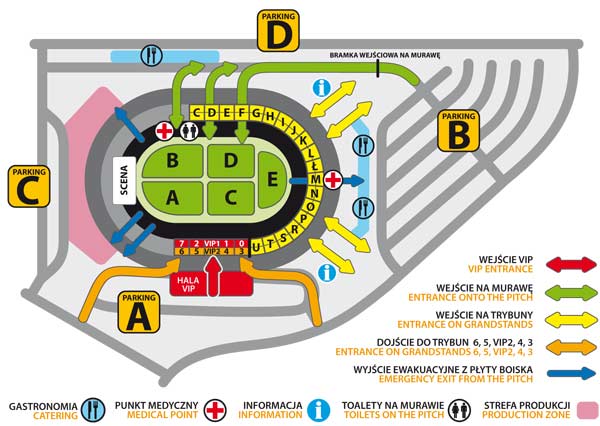 PARKING
D
BRAMKA WEJŚCIOWA NA MURAWĘ
i
PARKING
B
C D E F G H I J K L Ł M N O P R S T U
B
D
A
C
E
SCENA
PARKING
C
7 2 VIP1 1 0
6 5 VIP2 4 3
HALA
VIP
PARKING
A
i
WEJŚCIE VIP
VIP ENTRANCE
WEJŚCIE NA MURAWĘ
ENTRANCE ONTO THE PITCH
WEJŚCIE NA TRYBUNY
ENTRANCE ON GRANDSTANDS
DOJŚCIE DO TRYBUN 6, 5, VIP2, 4, 3
ENTRANCE ON GRANDSTANDS 6, 5, VIP2, 4, 3
WYJŚCIE EWAKUACYJNE Z PŁYTY BOISKA
EMERGENCY EXIT FROM THE PITCH
GASTRONOMIA
CATERING
PUNKT MEDYCZNY
MEDICAL POINT
INFORMACJA
INFORMATION
i
TOALETY NA MURAWIE
TOILETS ON THE PITCH
STREFA PRODUKCJI
PRODUCTION ZONE